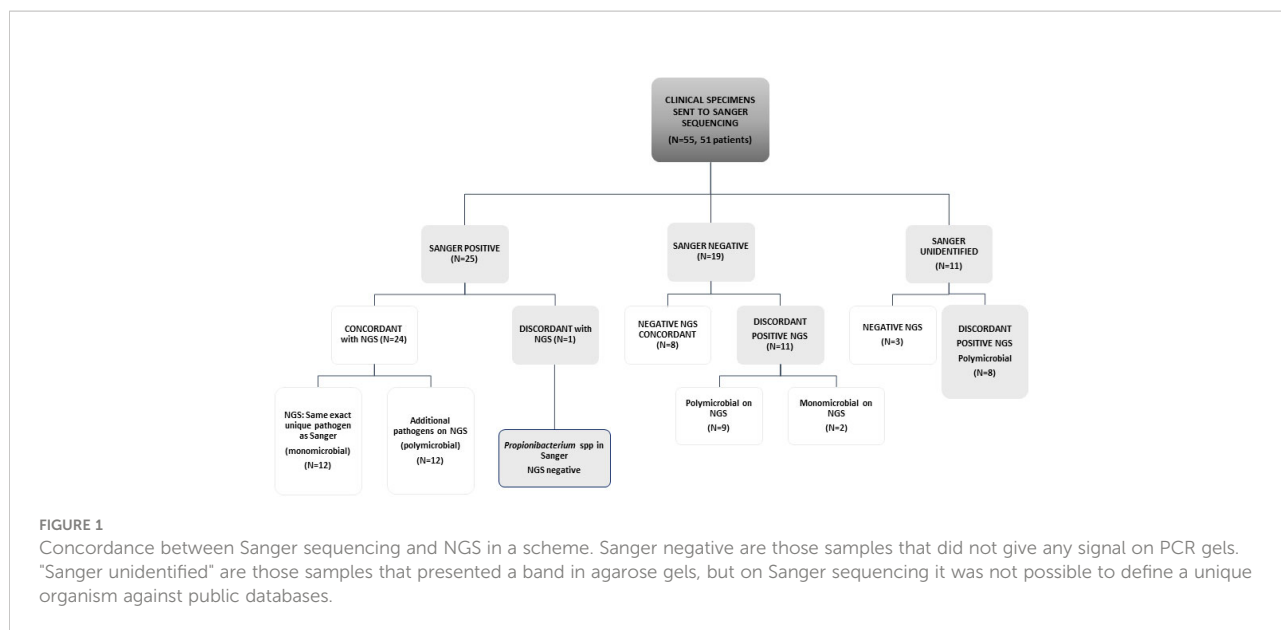 CLINICAL SPECIMENS
SENT TO SANGER
SEQUENCING
(N=55, 51 patients)
SANGER POSITIVE
(N=25)
SANGER NEGATIVE
(N=19)
SANGER
UNIDENTIFIED
(N=11)
CONCORDANT
with NGS (N=24)
DISCORDANT with
NGS (N=1)
NEGATIVE NGS
CONCORDANT
(N=8)
DISCORDANT
POSITIVE NGS
(N=11)
NEGATIVE NGS
(N=3)
DISCORDANT
POSITIVE NGS
Polymicrobial
(N=8)
NGS: Same exact
unique pathogen
as Sanger
(monomicrobial)
(N=12)
Additional
pathogens on NGS
(polymicrobial)
(N=12)
Propionibacterium spp in
Sanger
NGS negative
Polymicrobial on
NGS
(N=9)
Monomicrobial on
NGS
(N=2)
FIGURE 1
Concordance between Sanger sequencing and NGS in a scheme. Sanger negative are those samples that did not give any signal on PCR gels.
"Sanger unidentified" are those samples that presented a band in agarose gels, but on Sanger sequencing it was not possible to define a unique
organism against public databases.